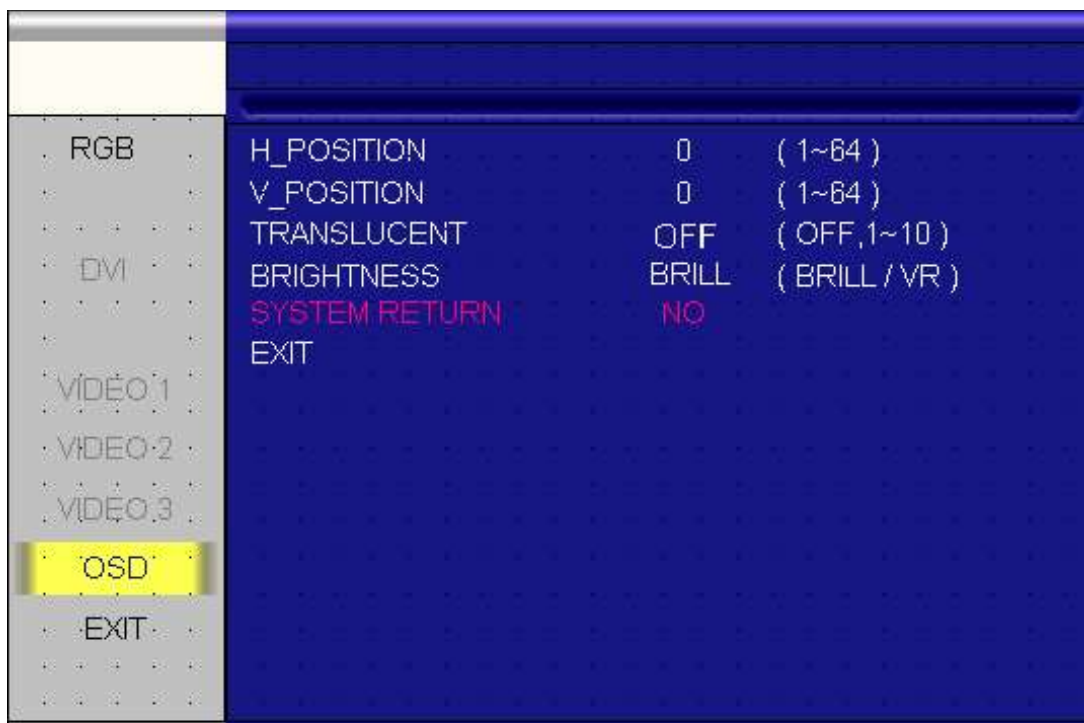 RGB
DVI
VIDEO 1
VIDEO 2
VIDEO 3
OSD
EXIT
H_POSITION 0 ( 1~64 )
V_POSITION 0 ( 1~64 )
TRANSLUCENT OFF ( OFF,1~10 )
BRIGHTNESS BRILL ( BRILL / VR )
SYSTEM RETURN NO
EXIT